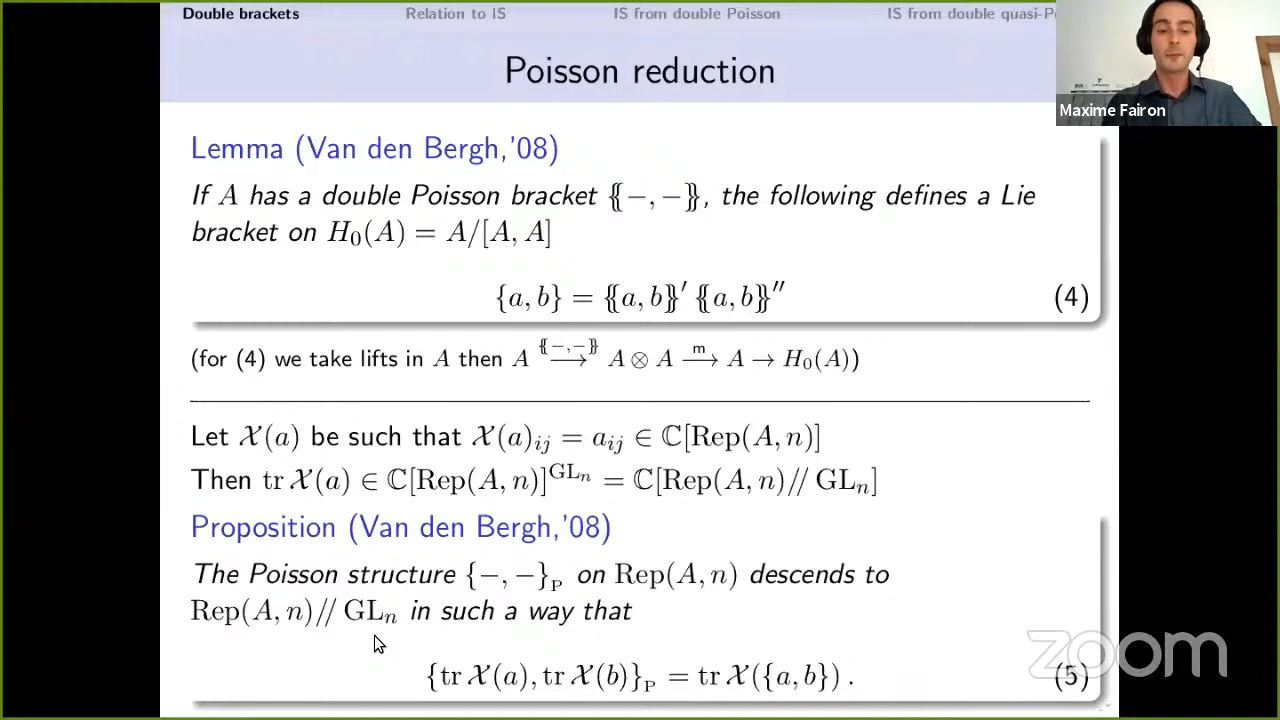 Double brackets Relation to IS IS from double Poisson IS from double quasi-P
Poisson reduction
Maxime Fairon
Lemma (Van den Bergh,'08)
If A has a double Poisson bracket {{−, −}}, the following defines a Lie
bracket on H₀(A) = A/[A, A]
{a, b} = {{a, b}}′ {{a, b}}″ (4)
(for (4) we take lifts in A then A {{−,−}}⟶ A ⊗ A m⟶ A → H₀(A))
Let 𝒳(a) be such that 𝒳(a)ᵢⱼ = aᵢⱼ ∈ ℂ[Rep(A, n)]
Then tr 𝒳(a) ∈ ℂ[Rep(A, n)]^GLₙ = ℂ[Rep(A, n)// GLₙ]
Proposition (Van den Bergh,'08)
The Poisson structure {−, −}_P on Rep(A, n) descends to
Rep(A, n)// GLₙ in such a way that
{tr 𝒳(a), tr 𝒳(b)}_P = tr 𝒳({a, b}) . (5)
zoom